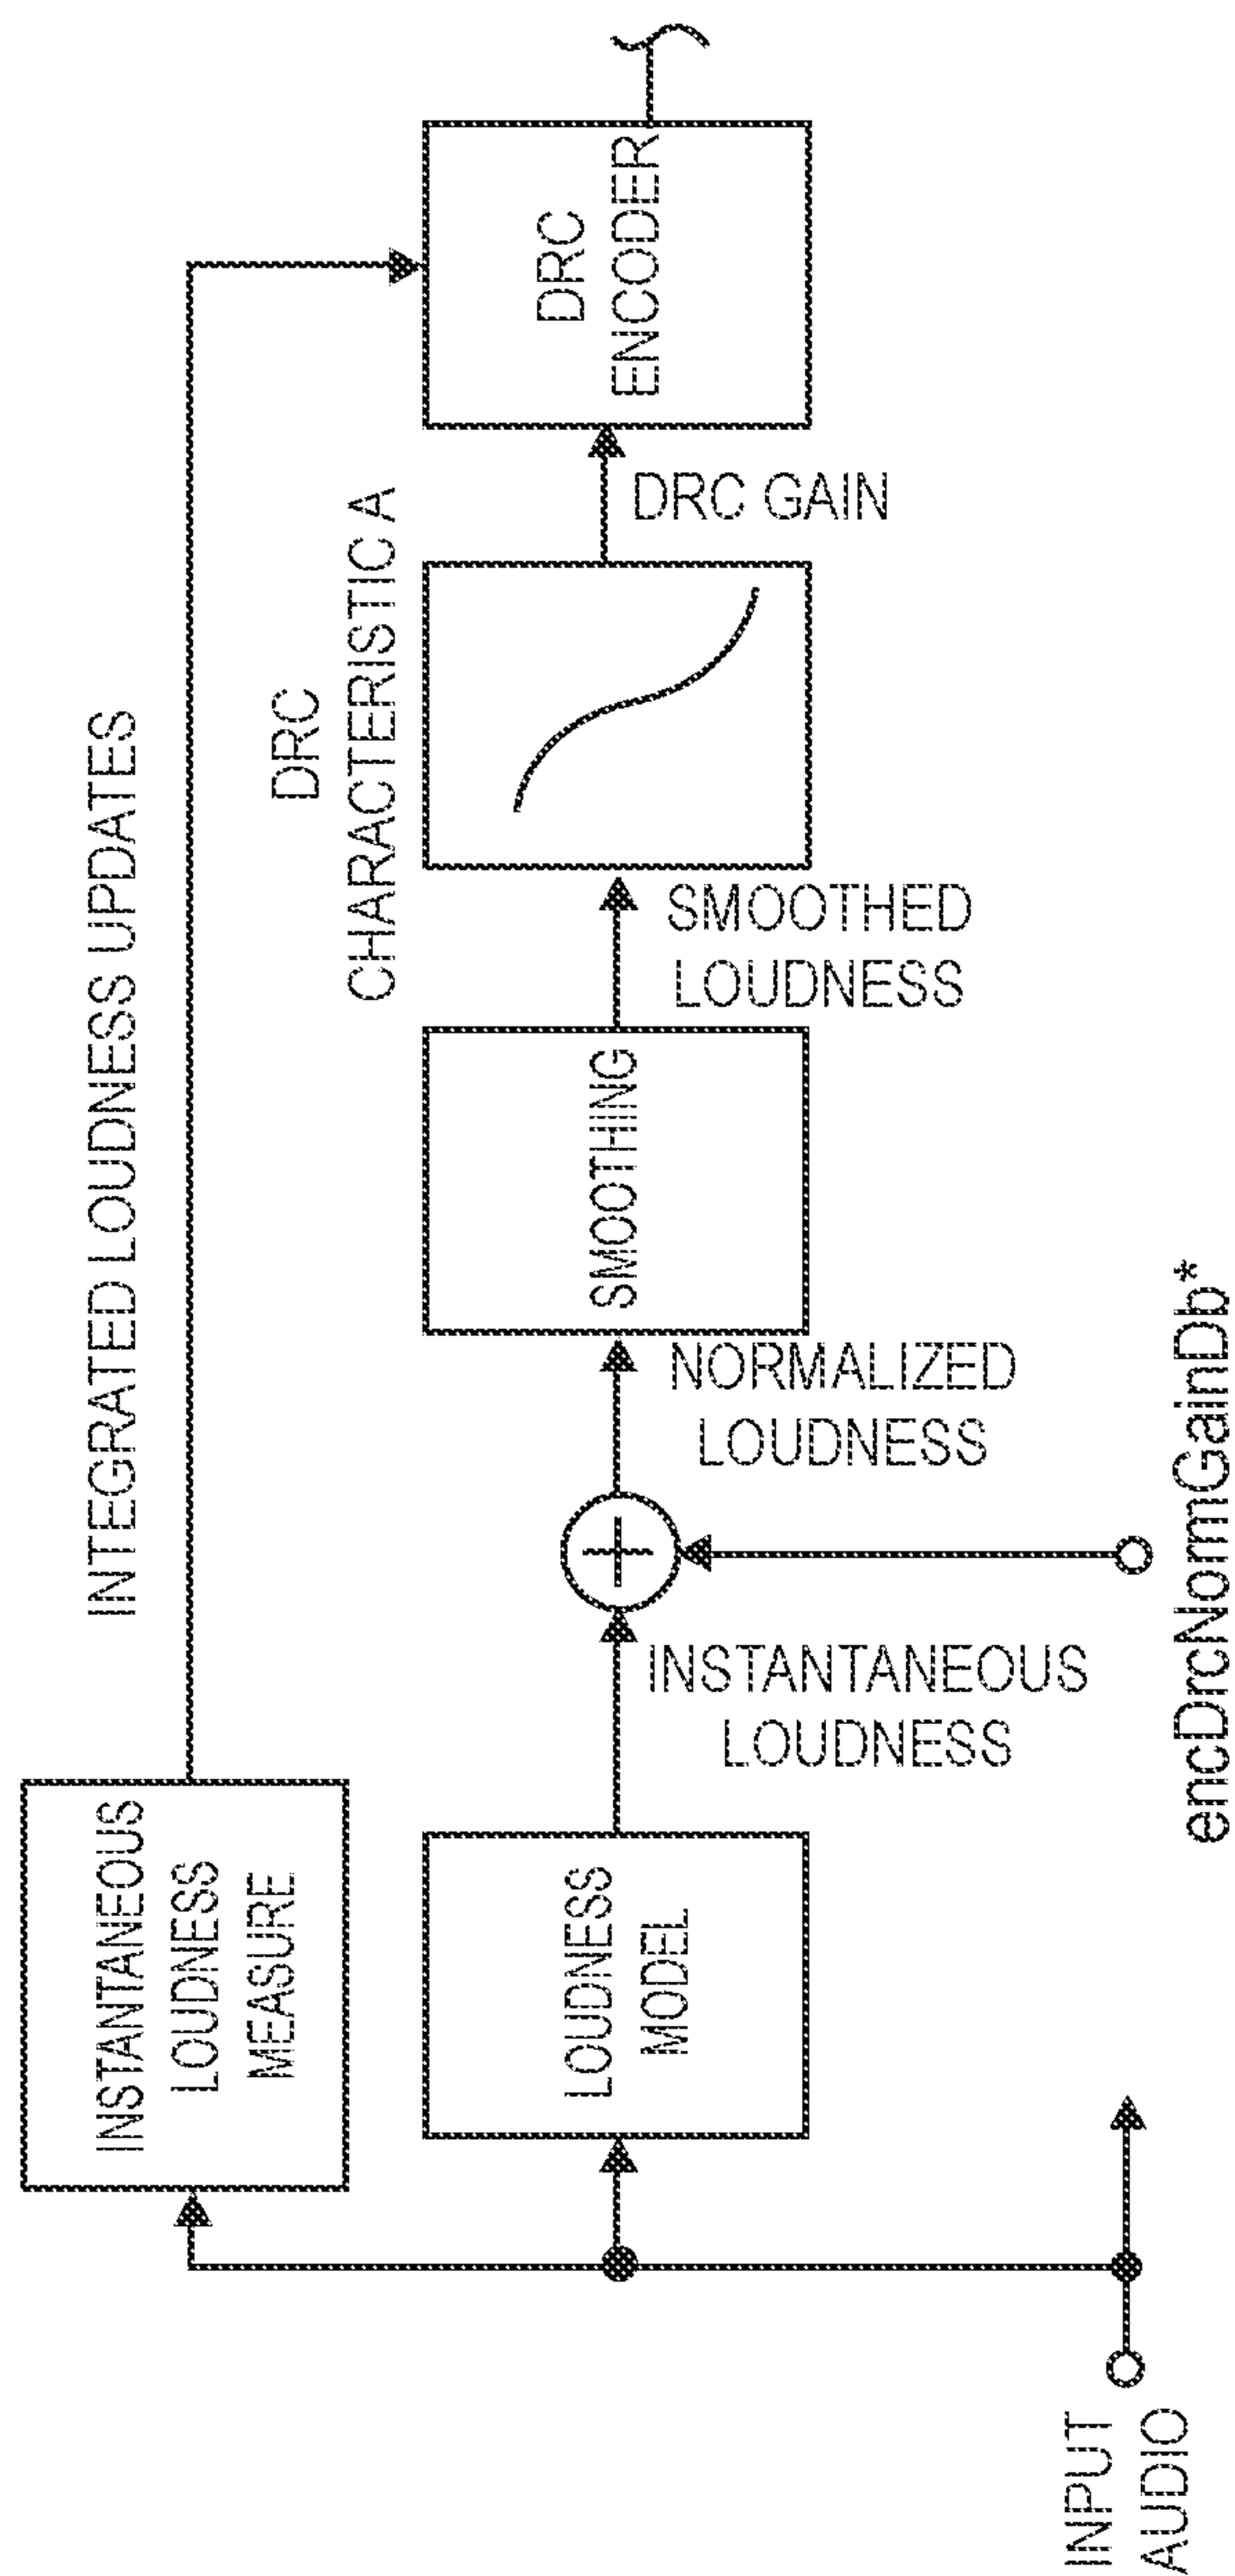 INSTANTANEOUS
LOUDNESS
MEASURE
INTEGRATED LOUDNESS UPDATES
LOUDNESS
MODEL
INSTANTANEOUS
LOUDNESS
NORMALIZED
LOUDNESS
SMOOTHING
SMOOTHED
LOUDNESS
DRC
CHARACTERISTIC A
DRC GAIN
DRC
ENCODER
INPUT
AUDIO
encDrcNormGainDb*